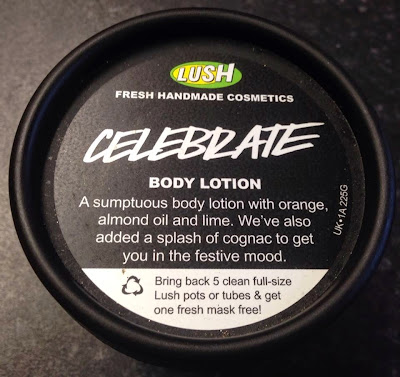 LUSH
FRESH HANDMADE COSMETICS
CELEBRATE
BODY LOTION
A sumptuous body lotion with orange,
almond oil and lime. We've also
added a splash of cognac to get
you in the festive mood.
UK•1A 225G
Bring back 5 clean full-size
Lush pots or tubes & get
one fresh mask free!